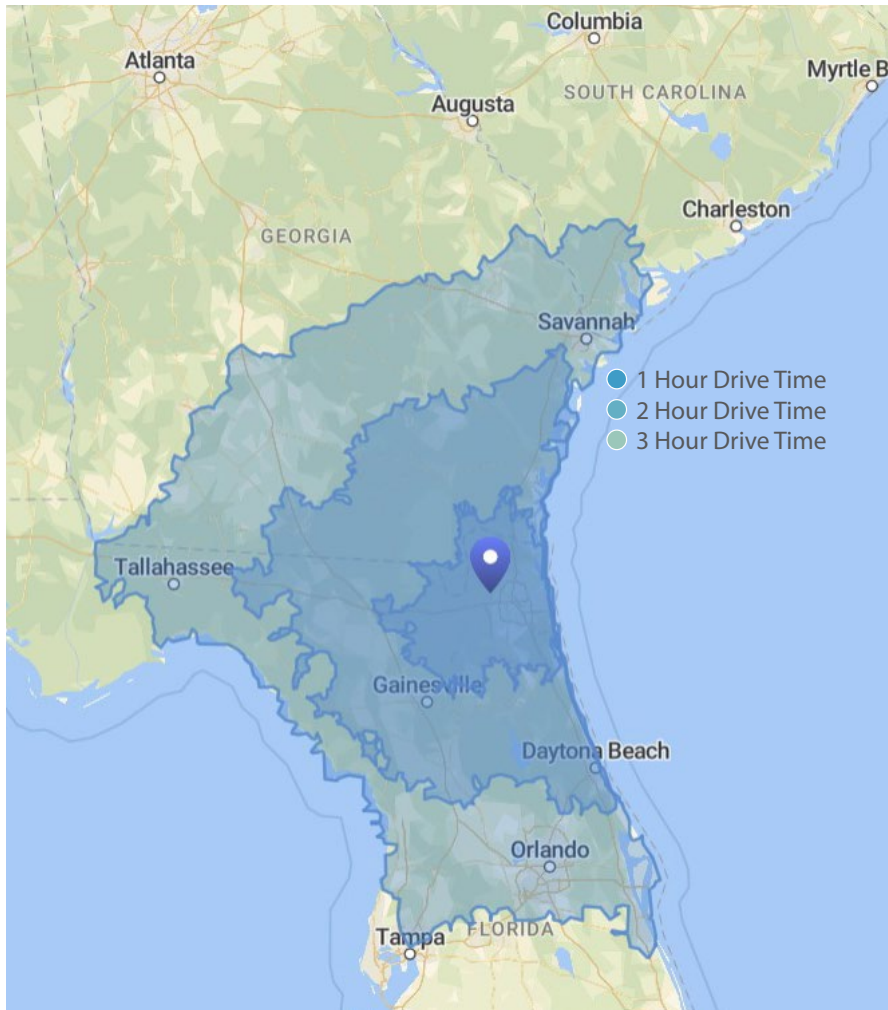 Columbia
Atlanta
Myrtle B
SOUTH CAROLINA
Augusta
Charleston
GEORGIA
Savannah
1 Hour Drive Time
2 Hour Drive Time
3 Hour Drive Time
Tallahassee
Gainesville
Daytona Beach
Orlando
FLORIDA
Tampa